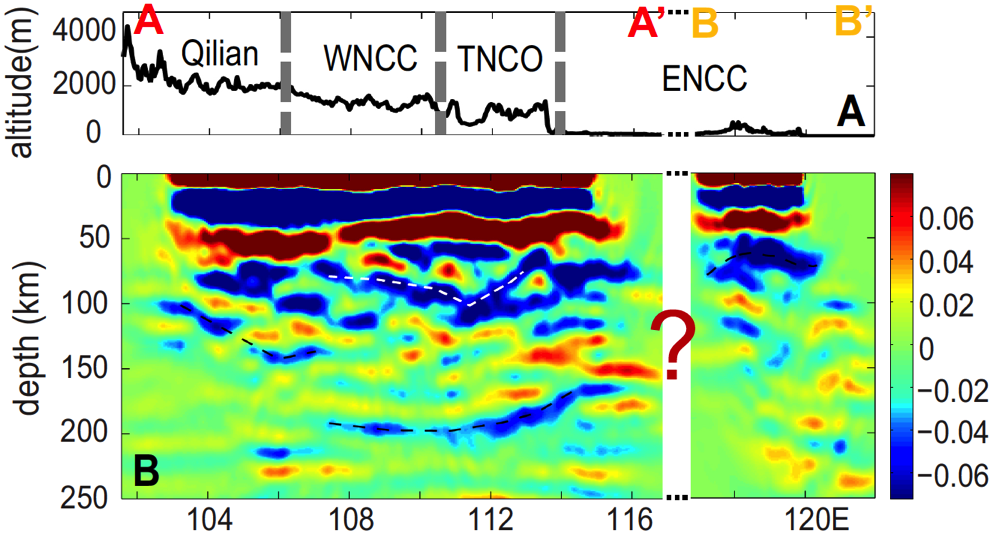 A A' B B'
4000
altitude(m)
Qilian WNCC TNCO ENCC
2000
0
A
0
50
depth (km)
100
150
200
250
?
B
104 108 112 116 120E
0.06
0.04
0.02
0
−0.02
−0.04
−0.06